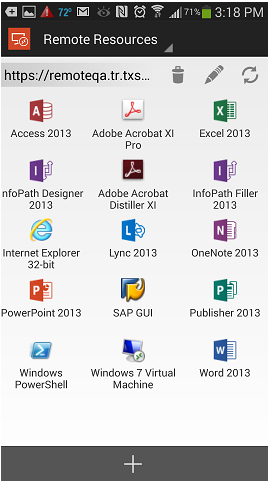 72° 71% 3:18 PM
Remote Resources
https://remoteqa.tr.txs...
Access 2013 Adobe Acrobat XI Pro Excel 2013
nfoPath Designer 2013 Adobe Acrobat Distiller XI InfoPath Filler 2013
Internet Explorer 32-bit Lync 2013 OneNote 2013
PowerPoint 2013 SAP GUI Publisher 2013
Windows PowerShell Windows 7 Virtual Machine Word 2013